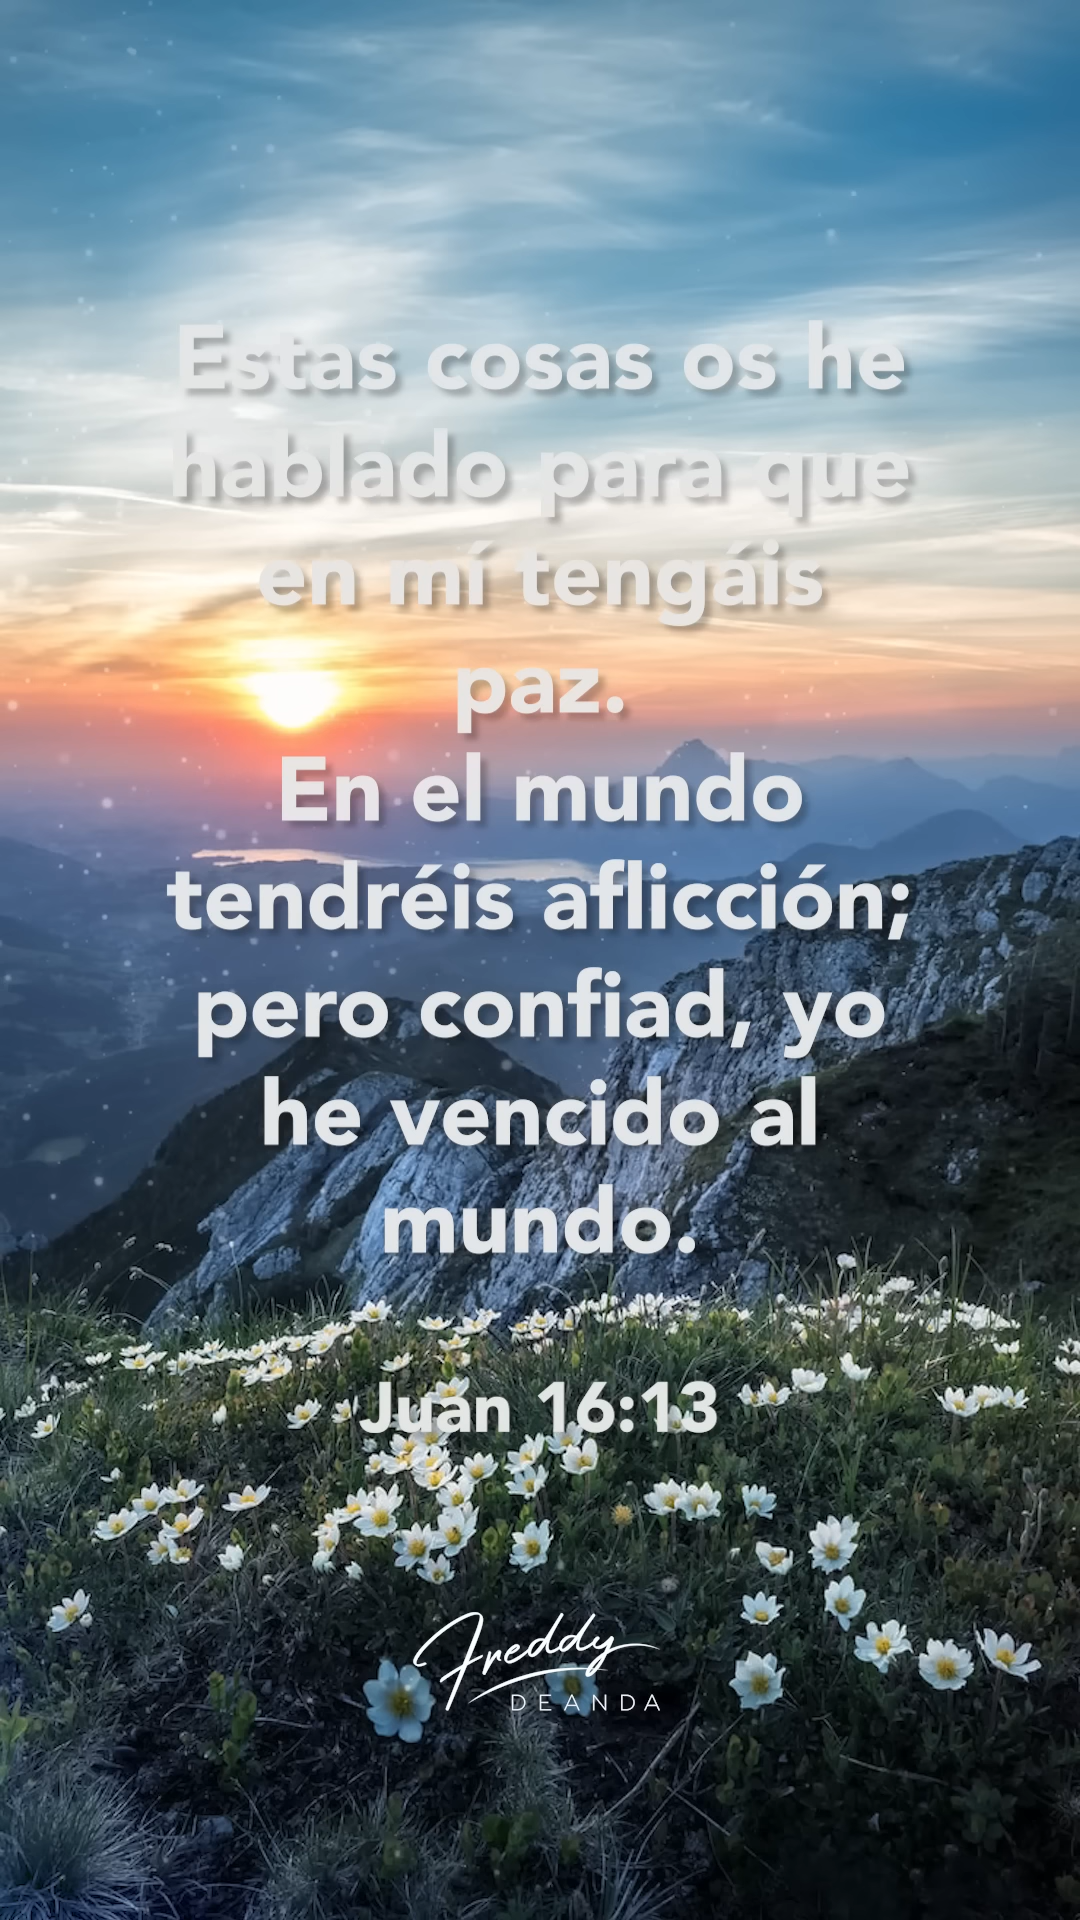 Estas cosas os he
hablado para que
en mí tengáis
paz.
En el mundo
tendréis aflicción;
pero confiad, yo
he vencido al
mundo.
Juan 16:13
Freddy
DEANDA